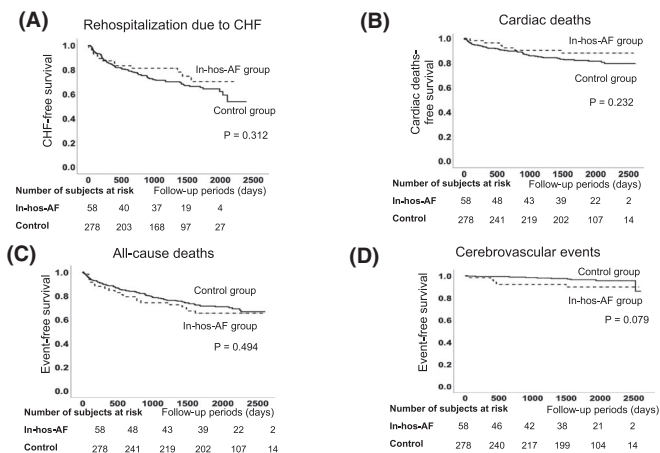 (A)
Rehospitalization due to CHF
1.0
0.8
0.6
0.4
0.2
0.0
CHF-free survival
In-hos-AF group
Control group
P = 0.312
0 500 1000 1500 2000 2500
Number of subjects at risk Follow-up periods (days)
In-hos-AF 58 40 37 19 4
Control 278 203 168 97 27
(B)
Cardiac deaths
1.0
0.8
0.6
0.4
0.2
0.0
Cardiac deaths-
free survival
In-hos-AF group
Control group
P = 0.232
0 500 1000 1500 2000 2500
Number of subjects at risk Follow-up periods (days)
In-hos-AF 58 48 43 39 22 2
Control 278 241 219 202 107 14
(C)
All-cause deaths
1.0
0.8
0.6
0.4
0.2
0.0
Event-free survival
Control group
In-hos-AF group
P = 0.494
0 500 1000 1500 2000 2500
Number of subjects at risk Follow-up periods (days)
In-hos-AF 58 48 43 39 22 2
Control 278 241 219 202 107 14
(D)
Cerebrovascular events
1.0
0.8
0.6
0.4
0.2
0.0
Event-free survival
Control group
In-hos-AF group
P = 0.079
0 500 1000 1500 2000 2500
Number of subjects at risk Follow-up periods (days)
In-hos-AF 58 46 42 38 21 2
Control 278 240 217 199 104 14